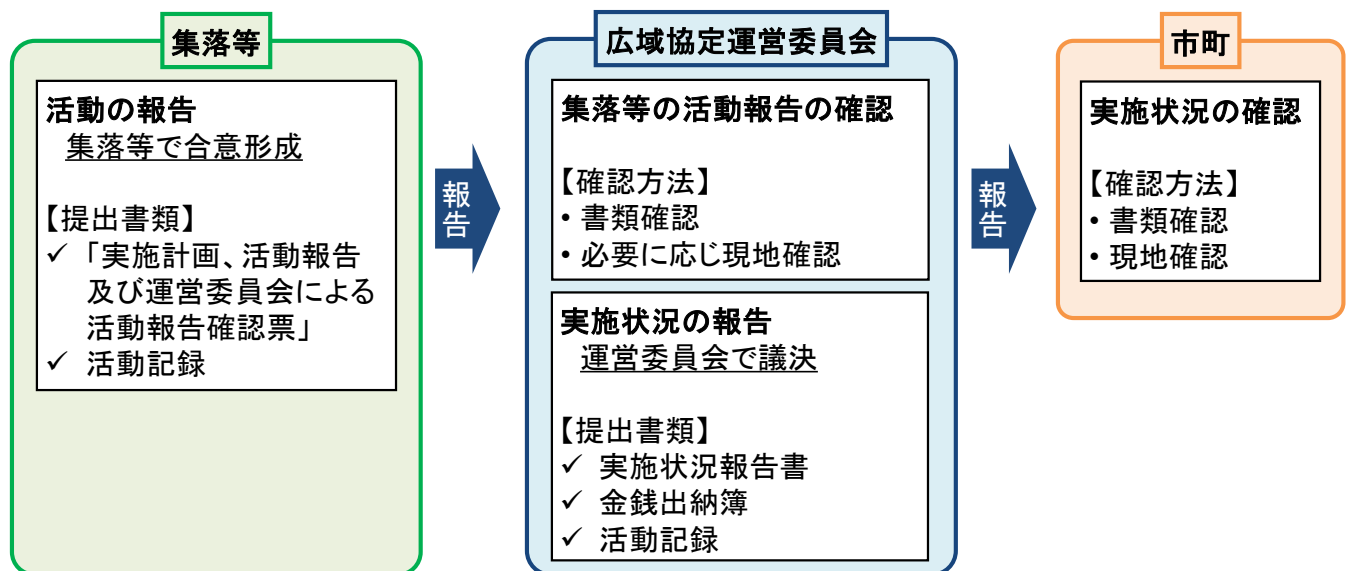 集落等
活動の報告
集落等で合意形成
【提出書類】
✓ 「実施計画、活動報告
及び運営委員会による
活動報告確認票」
✓ 活動記録
報告
広域協定運営委員会
集落等の活動報告の確認
【確認方法】
• 書類確認
• 必要に応じ現地確認
実施状況の報告
運営委員会で議決
【提出書類】
✓ 実施状況報告書
✓ 金銭出納簿
✓ 活動記録
報告
市町
実施状況の確認
【確認方法】
• 書類確認
• 現地確認